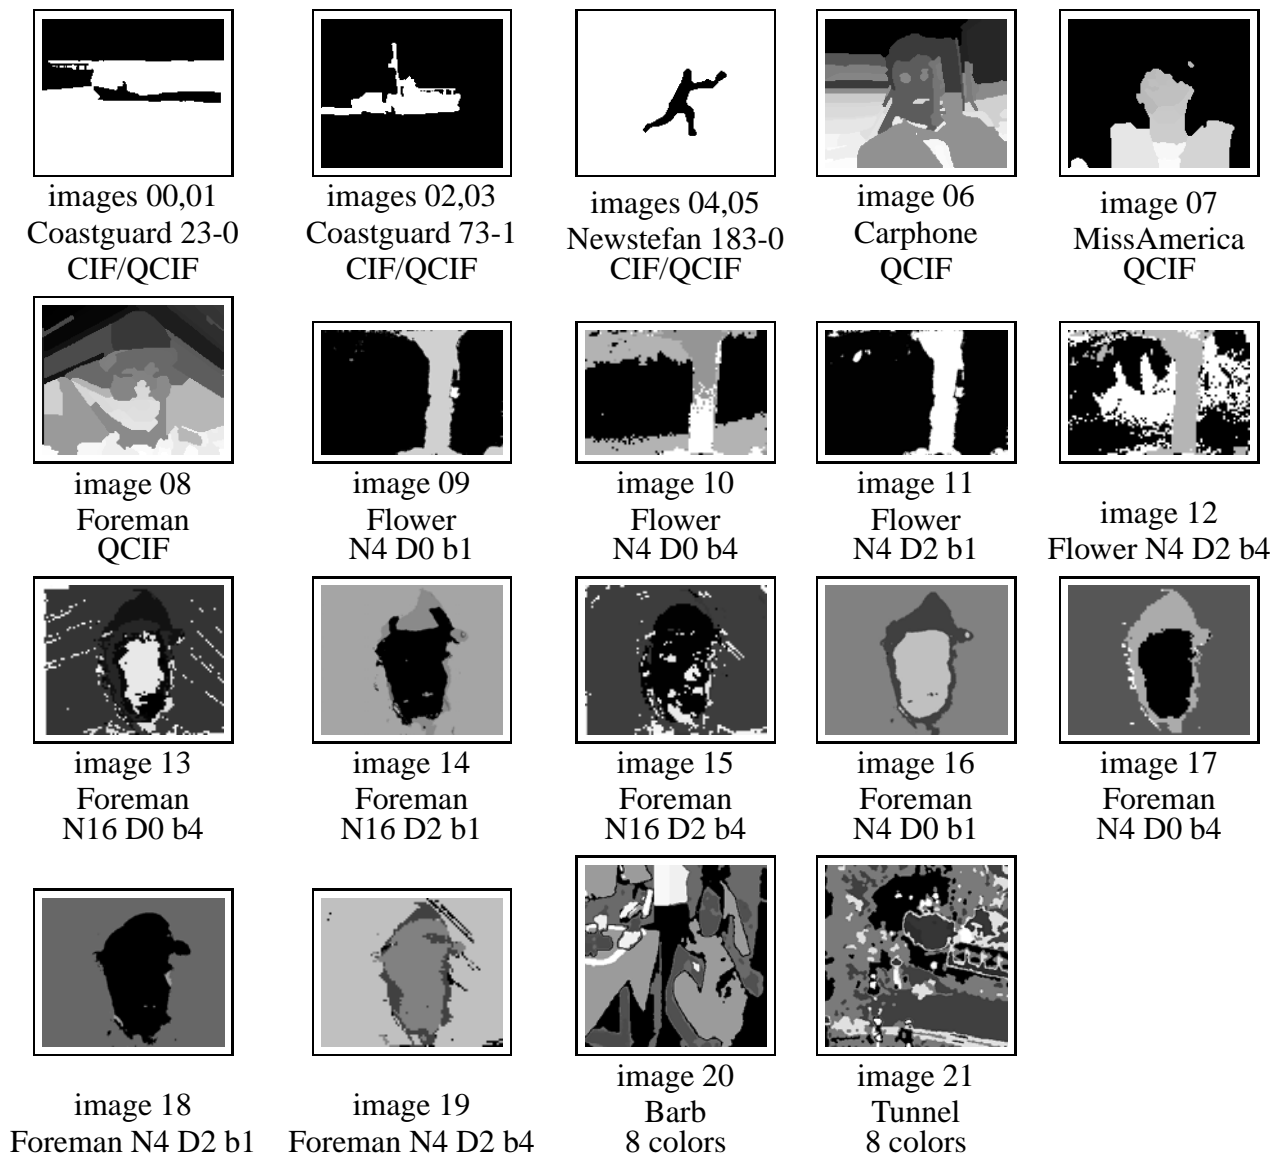 images 00,01
Coastguard 23-0
CIF/QCIF
images 02,03
Coastguard 73-1
CIF/QCIF
images 04,05
Newstefan 183-0
CIF/QCIF
image 06
Carphone
QCIF
image 07
MissAmerica
QCIF
image 08
Foreman
QCIF
image 09
Flower
N4 D0 b1
image 10
Flower
N4 D0 b4
image 11
Flower
N4 D2 b1
image 12
Flower N4 D2 b4
image 13
Foreman
N16 D0 b4
image 14
Foreman
N16 D2 b1
image 15
Foreman
N16 D2 b4
image 16
Foreman
N4 D0 b1
image 17
Foreman
N4 D0 b4
image 18
Foreman N4 D2 b1
image 19
Foreman N4 D2 b4
image 20
Barb
8 colors
image 21
Tunnel
8 colors